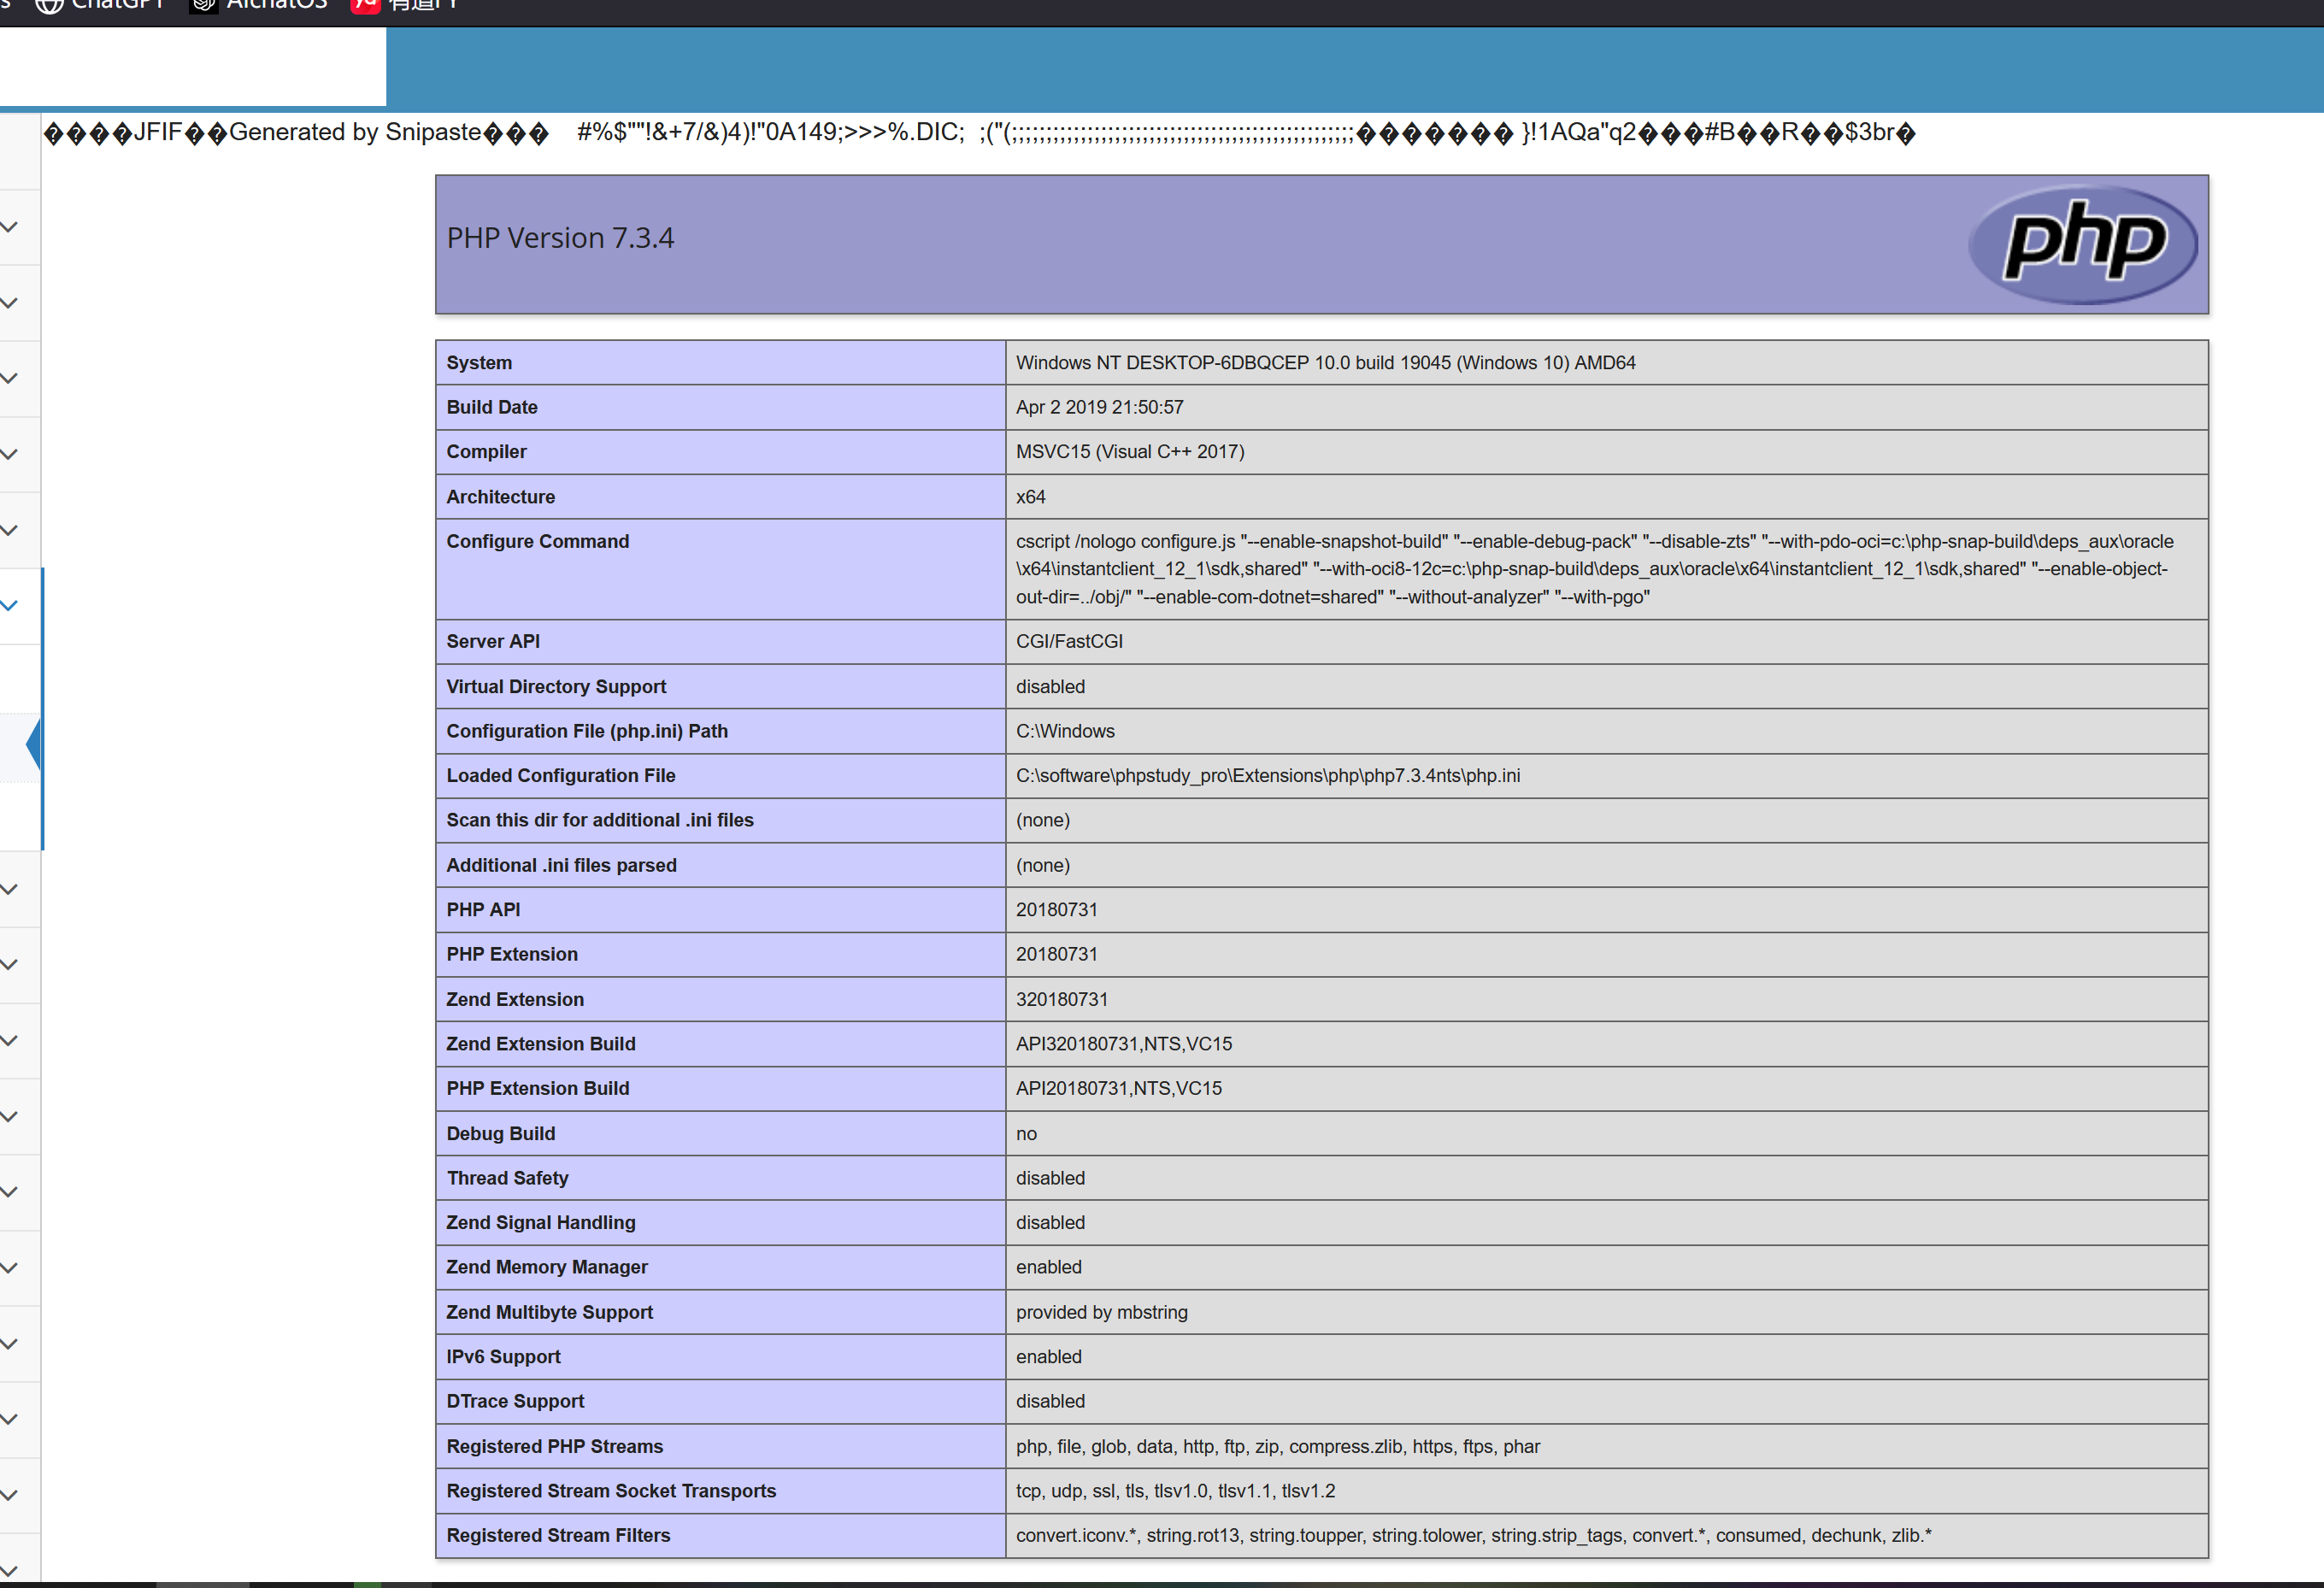 ChatGPT AIchatOS 有道FY
����JFIF��Generated by Snipaste��� #%$""!&+7/&)4)!"0A149;>>>%.DIC; ;("(;;;;;;;;;;;;;;;;;;;;;;;;;;;;;;;;;;;;;;;;;;;;;;;;;;������� }!1AQa"q2���#B��R��$3br�
PHP Version 7.3.4
php
System Windows NT DESKTOP-6DBQCEP 10.0 build 19045 (Windows 10) AMD64
Build Date Apr 2 2019 21:50:57
Compiler MSVC15 (Visual C++ 2017)
Architecture x64
Configure Command cscript /nologo configure.js "--enable-snapshot-build" "--enable-debug-pack" "--disable-zts" "--with-pdo-oci=c:\php-snap-build\deps_aux\oracle
\x64\instantclient_12_1\sdk,shared" "--with-oci8-12c=c:\php-snap-build\deps_aux\oracle\x64\instantclient_12_1\sdk,shared" "--enable-object-
out-dir=../obj/" "--enable-com-dotnet=shared" "--without-analyzer" "--with-pgo"
Server API CGI/FastCGI
Virtual Directory Support disabled
Configuration File (php.ini) Path C:\Windows
Loaded Configuration File C:\software\phpstudy_pro\Extensions\php\php7.3.4nts\php.ini
Scan this dir for additional .ini files (none)
Additional .ini files parsed (none)
PHP API 20180731
PHP Extension 20180731
Zend Extension 320180731
Zend Extension Build API320180731,NTS,VC15
PHP Extension Build API20180731,NTS,VC15
Debug Build no
Thread Safety disabled
Zend Signal Handling disabled
Zend Memory Manager enabled
Zend Multibyte Support provided by mbstring
IPv6 Support enabled
DTrace Support disabled
Registered PHP Streams php, file, glob, data, http, ftp, zip, compress.zlib, https, ftps, phar
Registered Stream Socket Transports tcp, udp, ssl, tls, tlsv1.0, tlsv1.1, tlsv1.2
Registered Stream Filters convert.iconv.*, string.rot13, string.toupper, string.tolower, string.strip_tags, convert.*, consumed, dechunk, zlib.*